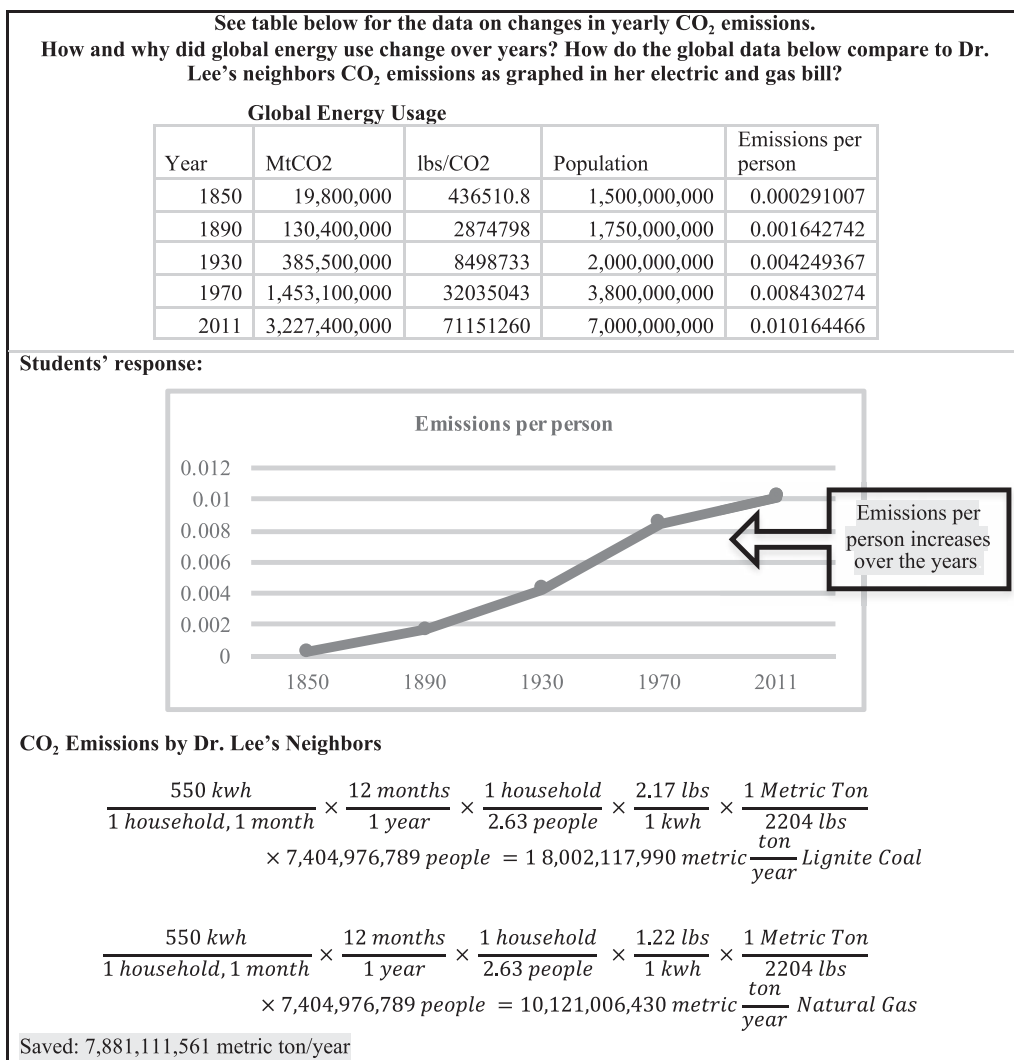 See table below for the data on changes in yearly CO₂ emissions.
How and why did global energy use change over years? How do the global data below compare to Dr.
Lee’s neighbors CO₂ emissions as graphed in her electric and gas bill?
Global Energy Usage
Year MtCO2 lbs/CO2 Population Emissions per person
1850 19,800,000 436510.8 1,500,000,000 0.000291007
1890 130,400,000 2874798 1,750,000,000 0.001642742
1930 385,500,000 8498733 2,000,000,000 0.004249367
1970 1,453,100,000 32035043 3,800,000,000 0.008430274
2011 3,227,400,000 71151260 7,000,000,000 0.010164466
Students’ response:
Emissions per person
0.012
0.01
0.008
0.006
0.004
0.002
0
1850 1890 1930 1970 2011
Emissions per
person increases
over the years
CO₂ Emissions by Dr. Lee’s Neighbors
550 kwh / 1 household, 1 month × 12 months / 1 year × 1 household / 2.63 people × 2.17 lbs / 1 kwh × 1 Metric Ton / 2204 lbs
× 7,404,976,789 people = 1 8,002,117,990 metric ton / year Lignite Coal
550 kwh / 1 household, 1 month × 12 months / 1 year × 1 household / 2.63 people × 1.22 lbs / 1 kwh × 1 Metric Ton / 2204 lbs
× 7,404,976,789 people = 10,121,006,430 metric ton / year Natural Gas
Saved: 7,881,111,561 metric ton/year